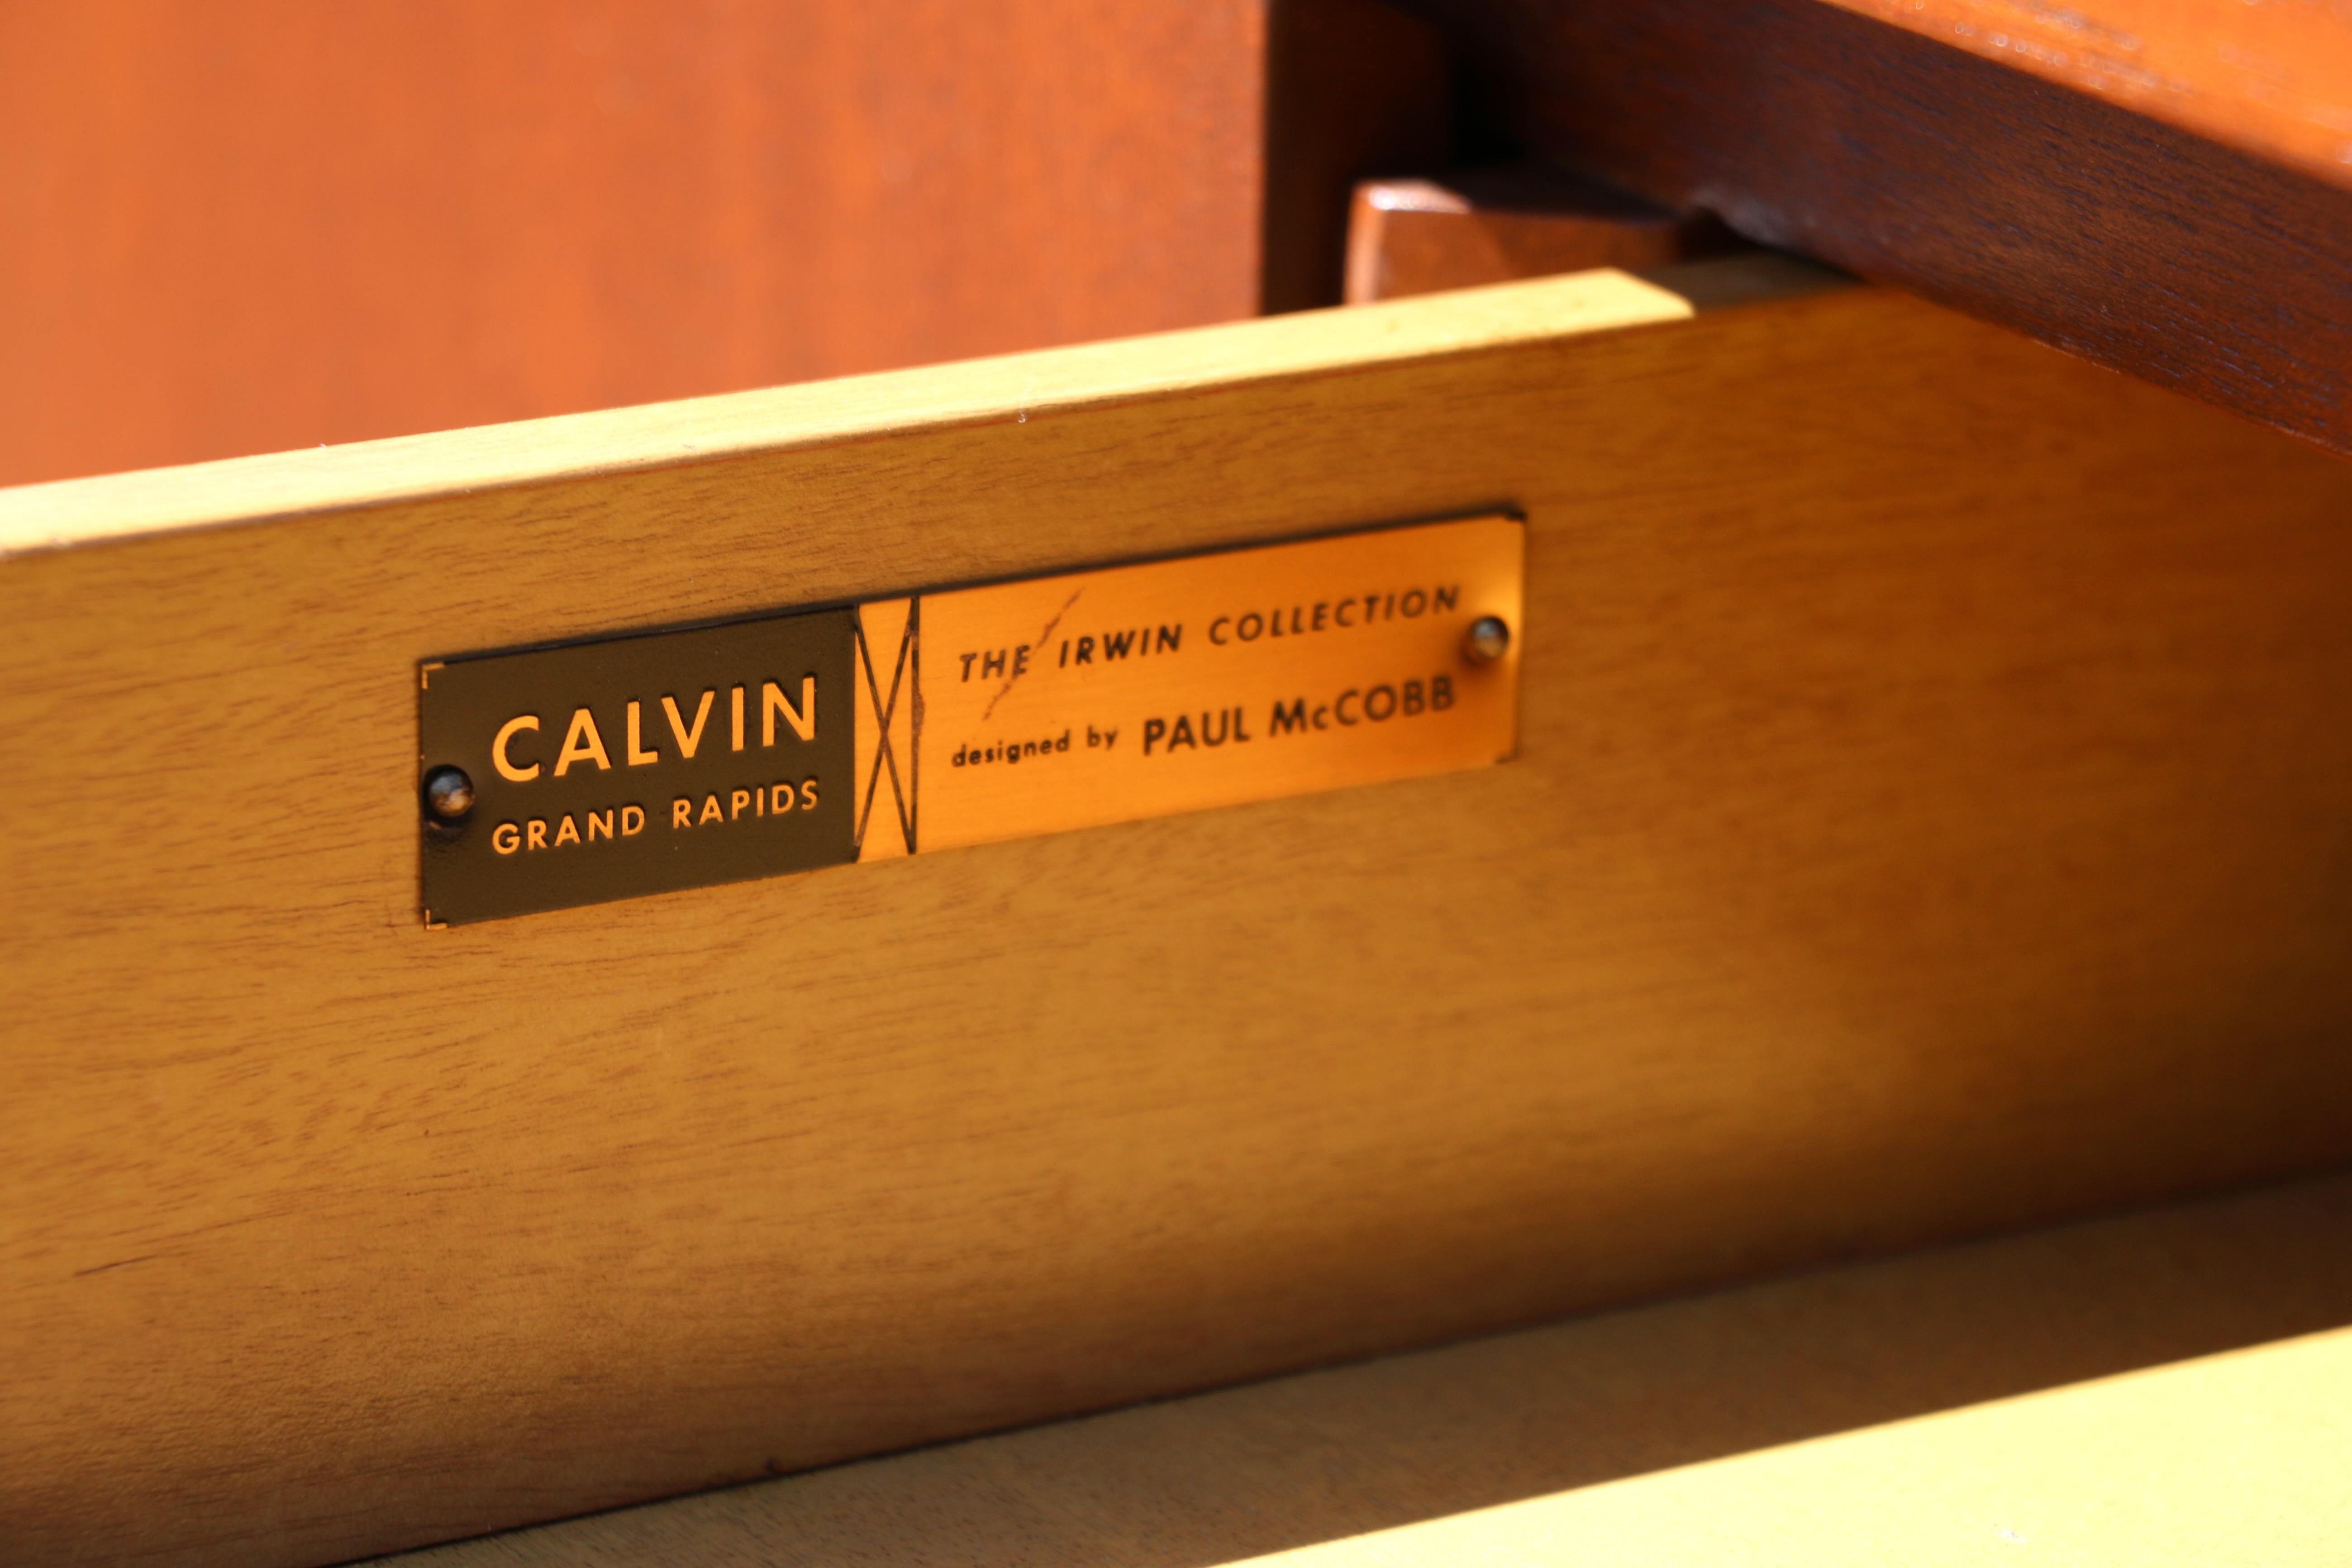 CALVIN
GRAND RAPIDS
THE IRWIN COLLECTION
designed by PAUL McCOBB